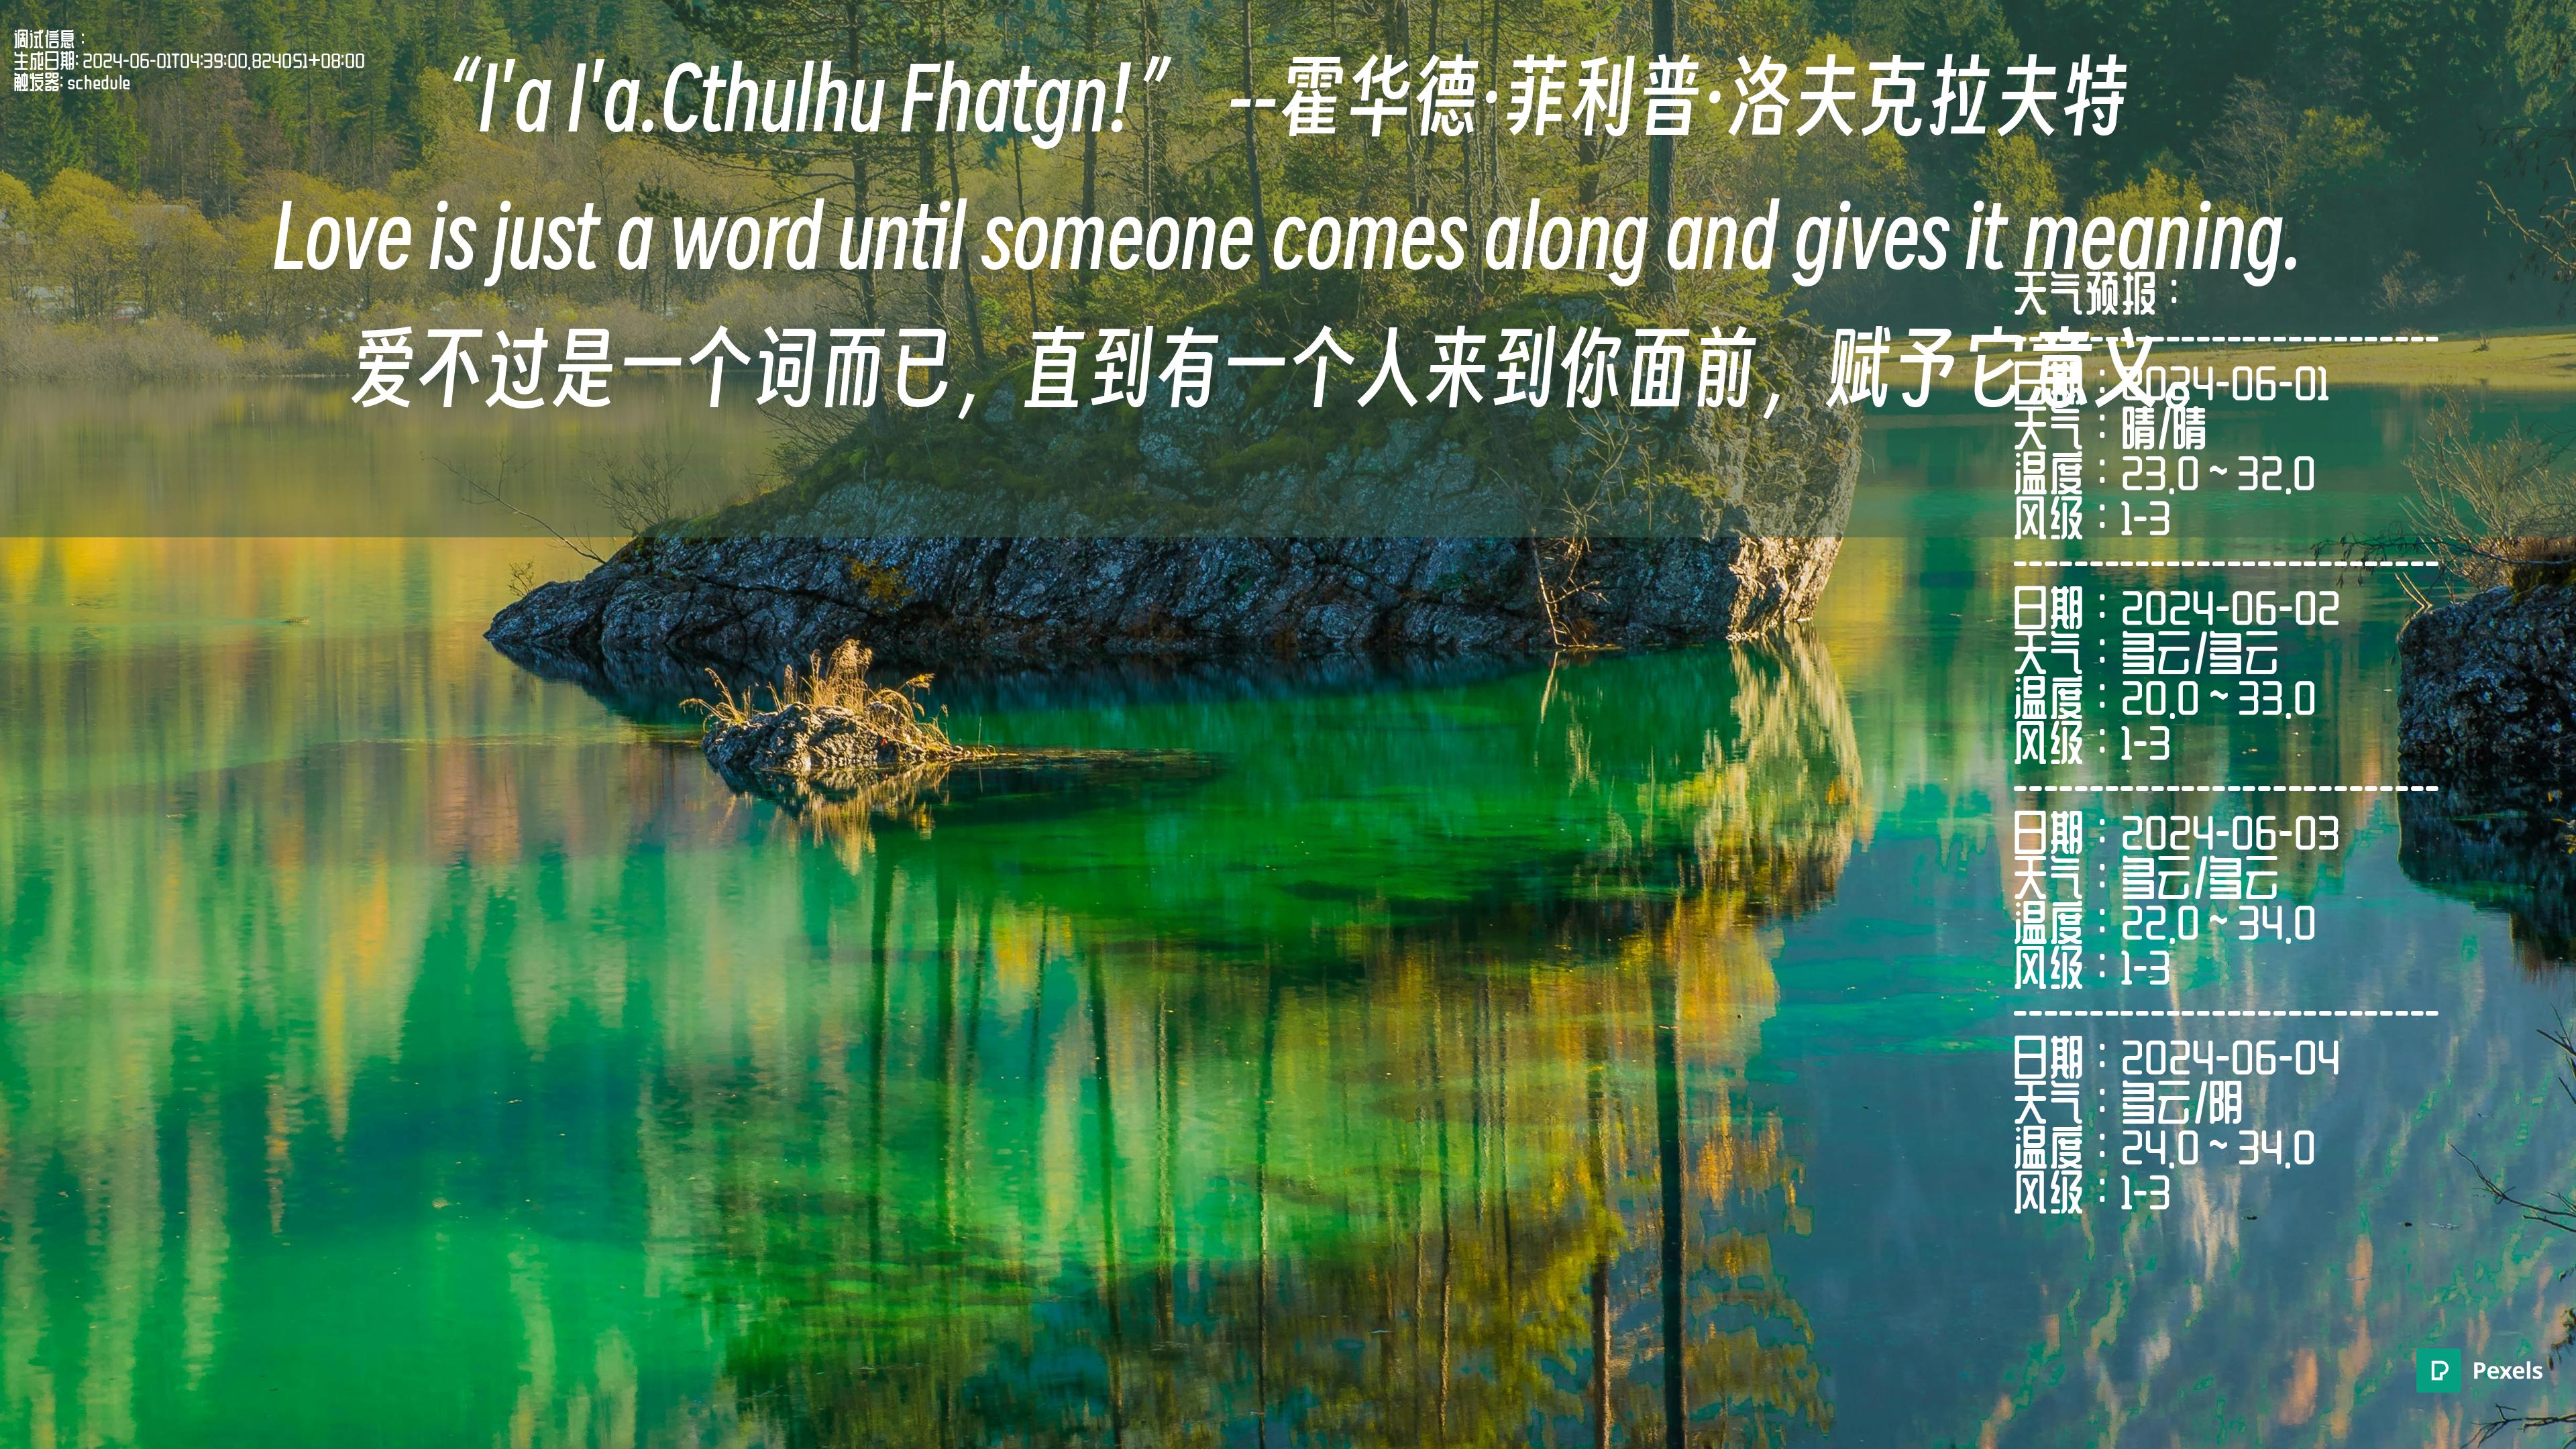 调试信息：
生成日期: 2024-06-01T04:39:00.824051+08:00
触发器: schedule
“I'a I'a.Cthulhu Fhatgn!” --霍华德·菲利普·洛夫克拉夫特
Love is just a word until someone comes along and gives it meaning.
爱不过是一个词而已，直到有一个人来到你面前，赋予它意义。
天气预报：
----------------------------
日期：2024-06-01
天气：晴/晴
温度：23.0 ~ 32.0
风级：1-3
----------------------------
日期：2024-06-02
天气：多云/多云
温度：20.0 ~ 33.0
风级：1-3
----------------------------
日期：2024-06-03
天气：多云/多云
温度：22.0 ~ 34.0
风级：1-3
----------------------------
日期：2024-06-04
天气：多云/阴
温度：24.0 ~ 34.0
风级：1-3
Pexels